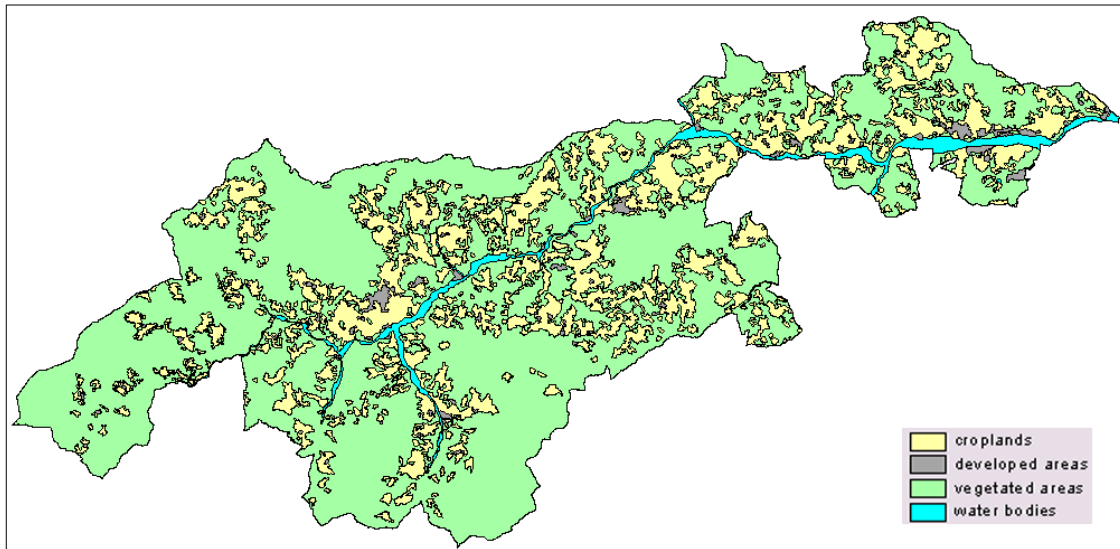 croplands
developed areas
vegetated areas
water bodies